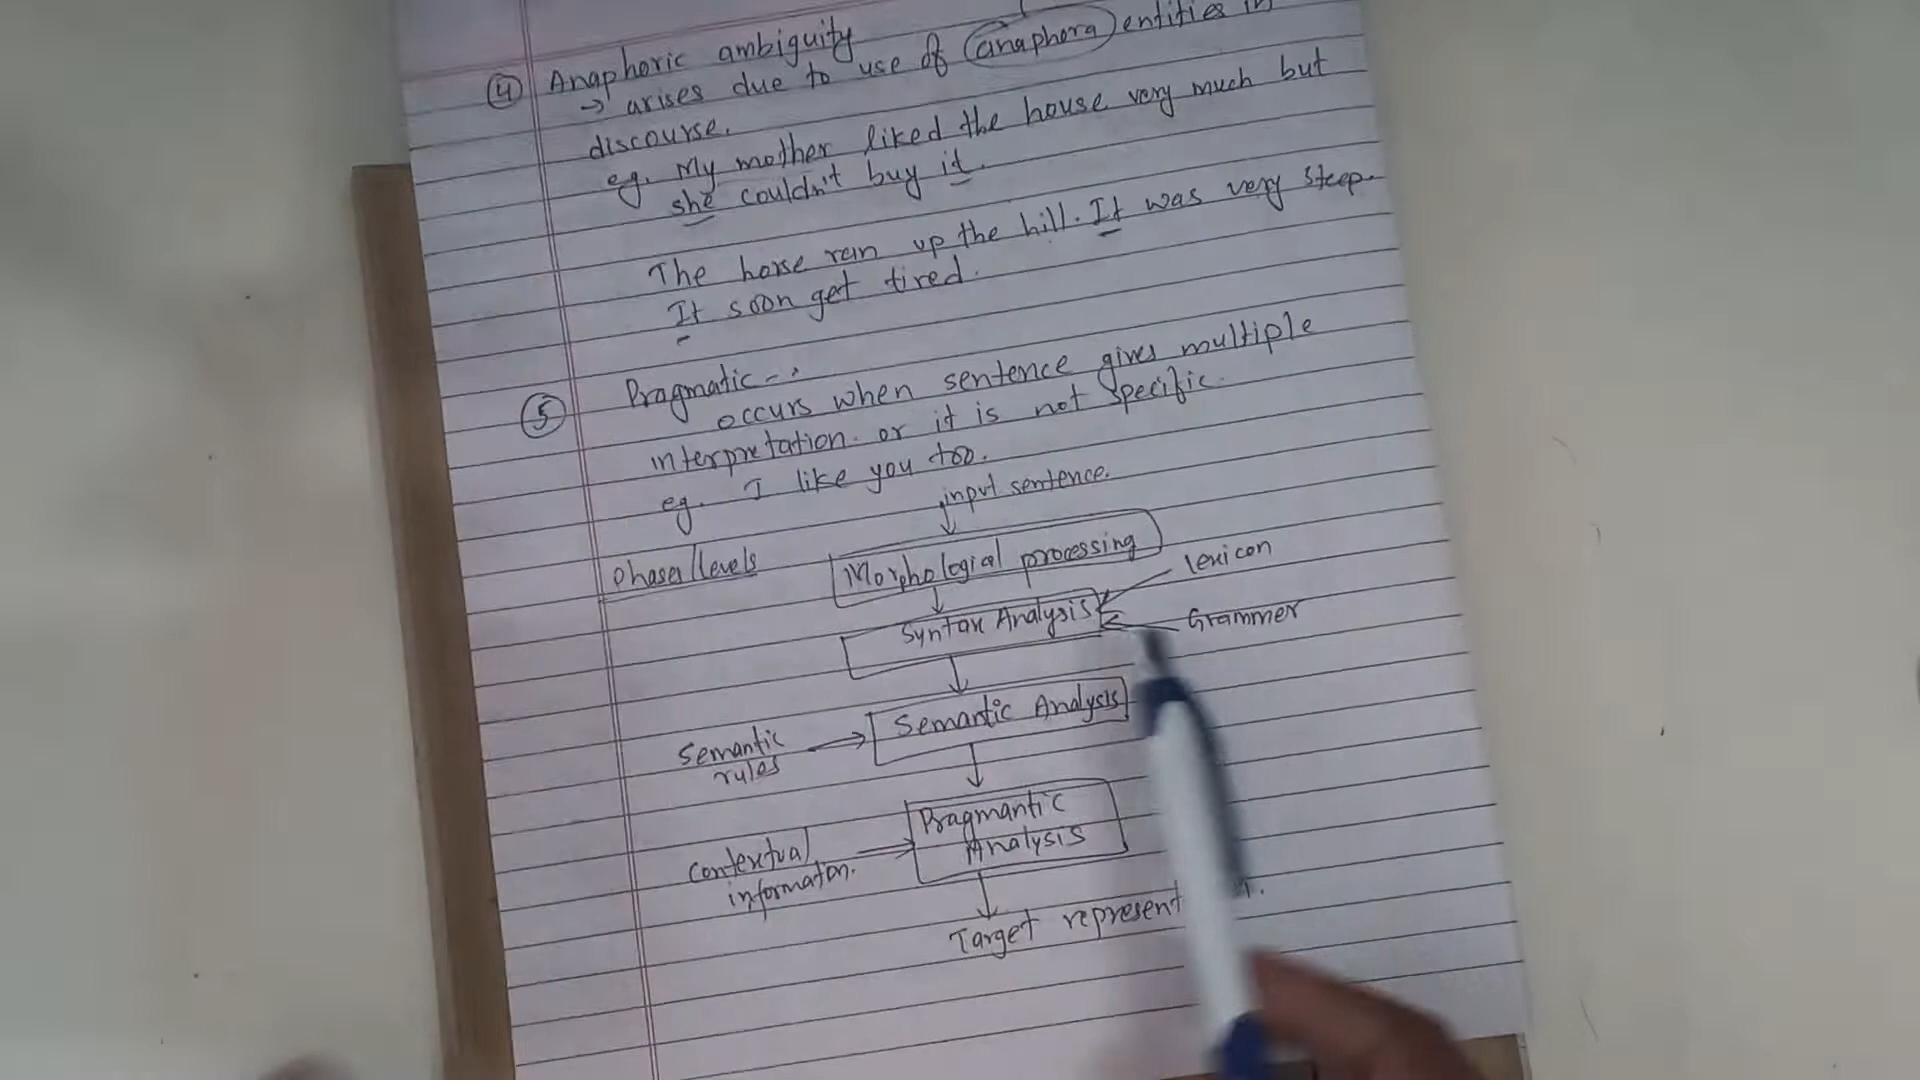 ④ Anaphoric ambiguity
→ arises due to use of anaphora entities in
discourse.
eg. My mother liked the house very much but
she couldn't buy it.
The horse ran up the hill. It was very steep.
It soon get tired.
⑤ Pragmatic -→
occurs when sentence gives multiple
interpretation. or it is not specific.
eg. I like you too.
input sentence.
phases/levels
Morphological processing
lexicon
Syntax Analysis
Grammer
Semantic Analysis
Semantic
rules
Pragmantic
Analysis
Contextual
informaton.
Target represent